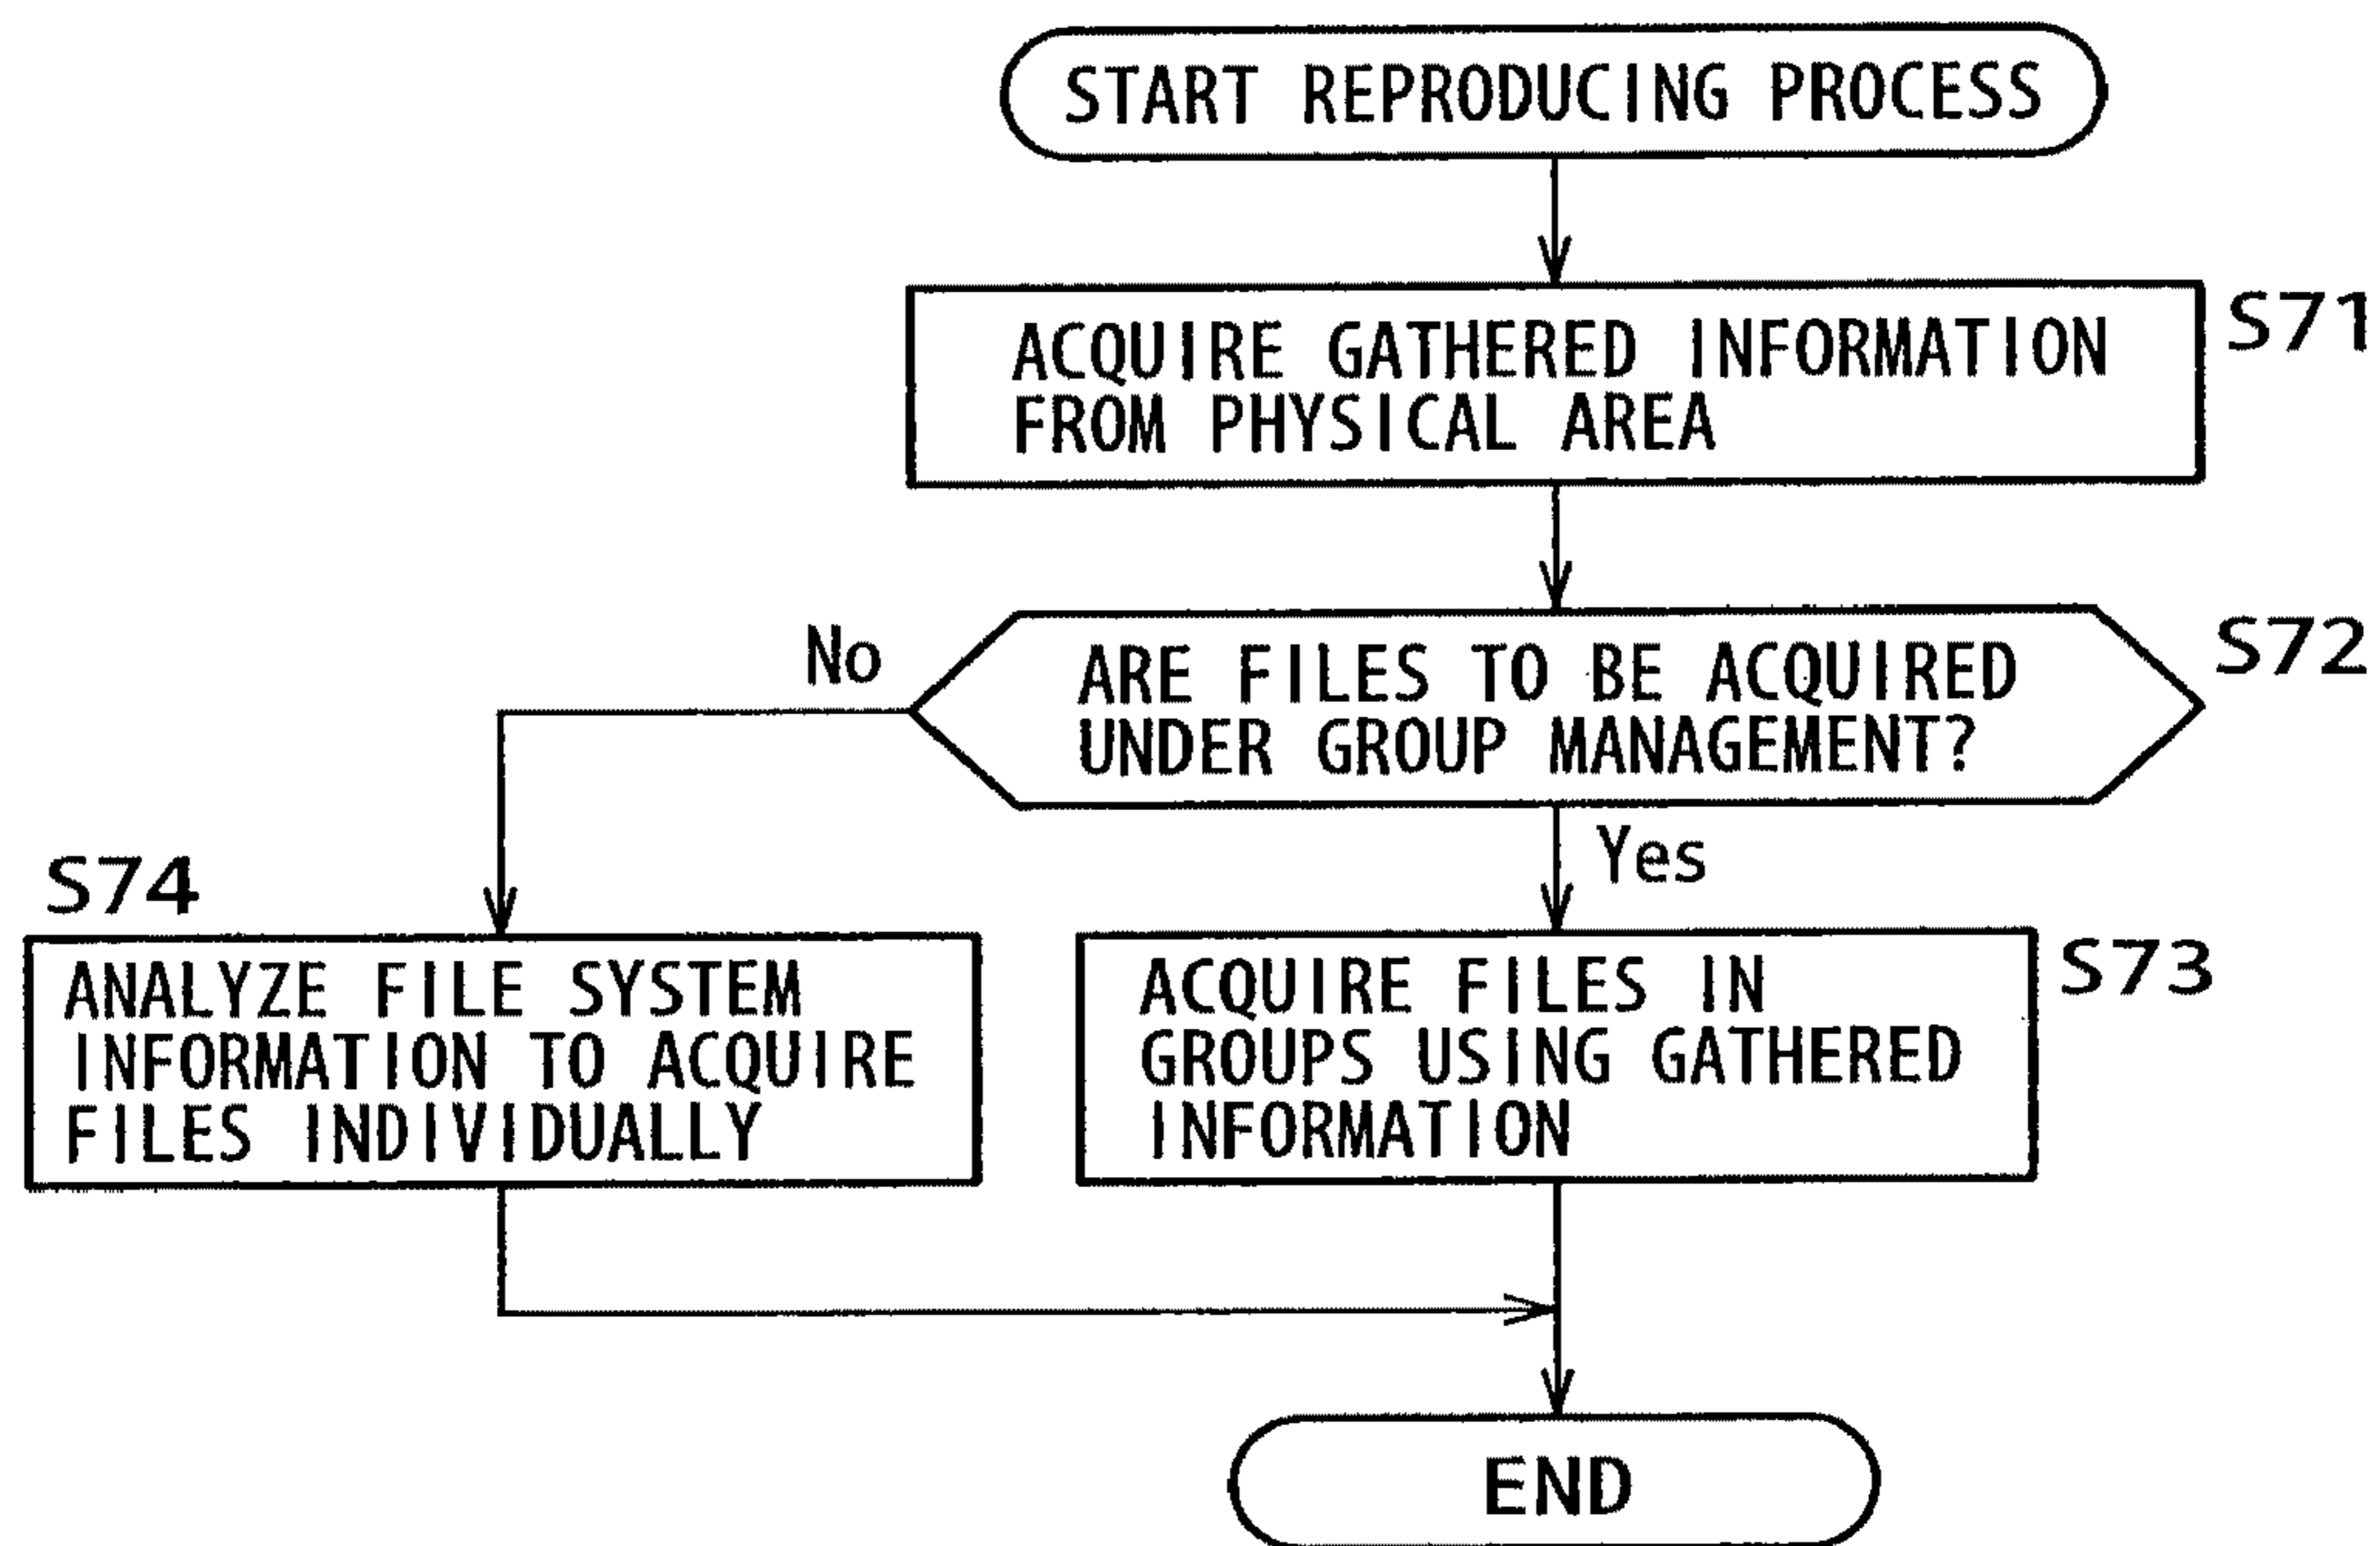 START REPRODUCING PROCESS
S71
ACQUIRE GATHERED INFORMATION
FROM PHYSICAL AREA
S72
No
ARE FILES TO BE ACQUIRED
UNDER GROUP MANAGEMENT?
Yes
S74
ANALYZE FILE SYSTEM
INFORMATION TO ACQUIRE
FILES INDIVIDUALLY
S73
ACQUIRE FILES IN
GROUPS USING GATHERED
INFORMATION
END